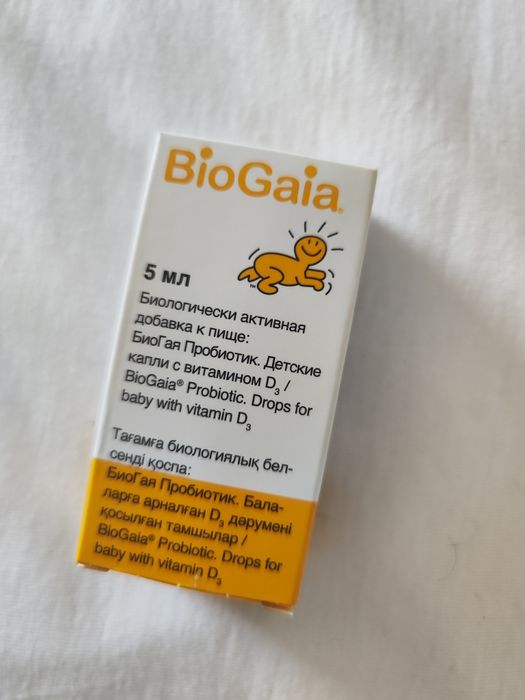 BioGaia®
5 мл
Биологически активная
добавка к пище:
БиоГая Пробиотик. Детские
капли с витамином D₃ /
BioGaia® Probiotic. Drops for
baby with vitamin D₃
Тағамға биологиялық бел-
сенді қоспа:
БиоГая Пробиотик. Бала-
ларға арналған D₃ дәрумені
қосылған тамшылар /
BioGaia® Probiotic. Drops for
baby with vitamin D₃